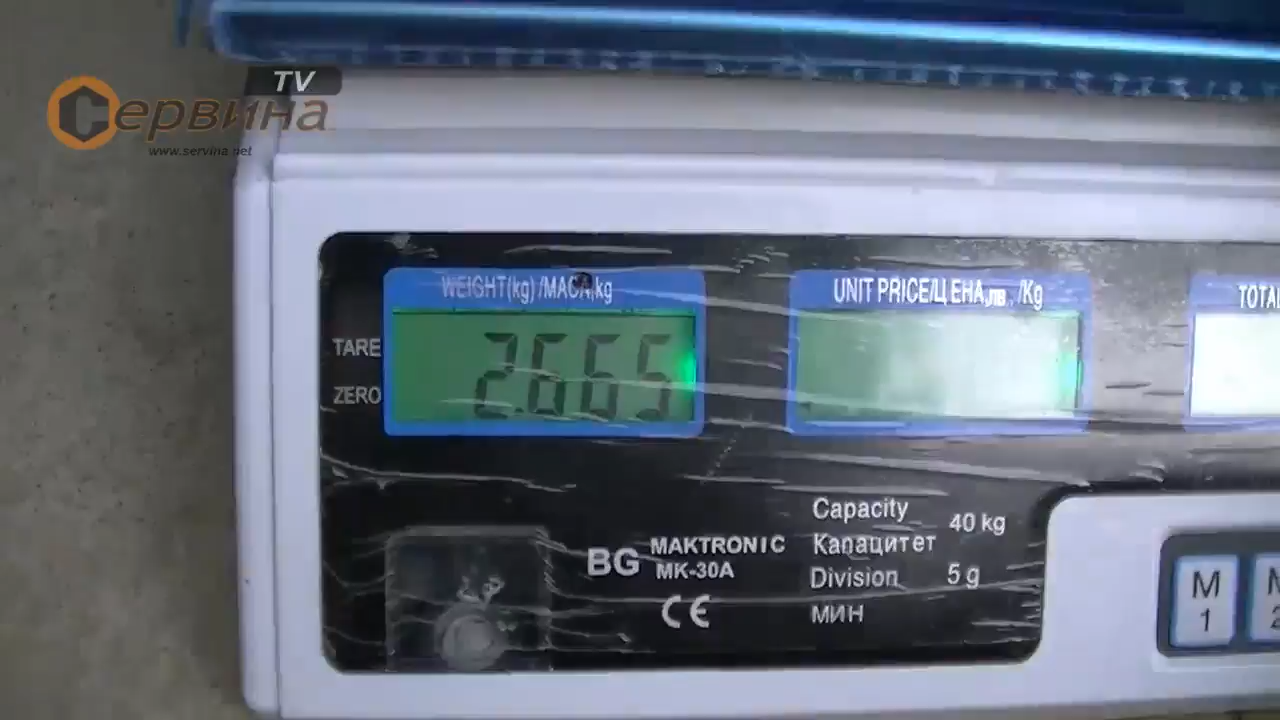 TV
Сервина
www.servina.net
WEIGHT(kg)/МАСА,kg
UNIT PRICE/ЦЕНА,лв./Kg
TOTA
TARE
2.665
ZERO
Capacity 40 kg
Капацитет
Division 5 g
МИН
BG MAKTRONIC
MK-30A
CE
M
1
M
2